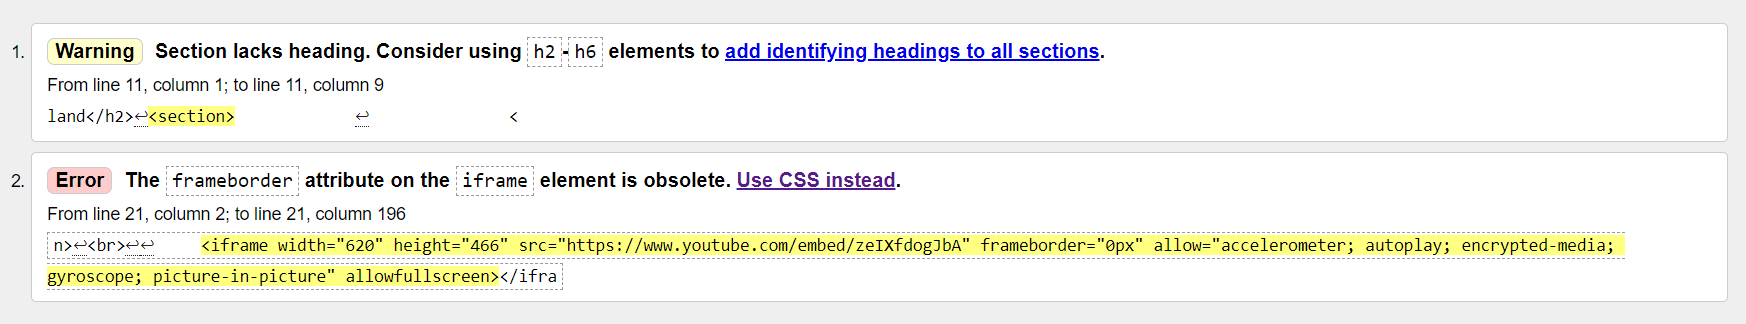 1. Warning Section lacks heading. Consider using h2-h6 elements to add identifying headings to all sections.
From line 11, column 1; to line 11, column 9
land</h2>↩<section> ↩ <
2. Error The frameborder attribute on the iframe element is obsolete. Use CSS instead.
From line 21, column 2; to line 21, column 196
n>↩<br>↩↩ <iframe width="620" height="466" src="https://www.youtube.com/embed/zeIXfdogJbA" frameborder="0px" allow="accelerometer; autoplay; encrypted-media;
gyroscope; picture-in-picture" allowfullscreen></ifra